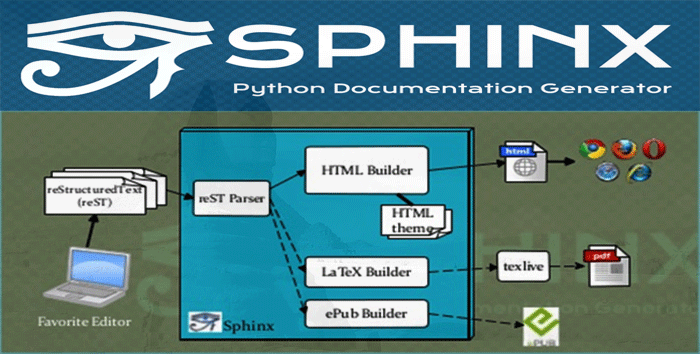 SPHINX
Python Documentation Generator
reStructuredText
(reST)
reST Parser
HTML Builder
HTML
theme
html
LaTeX Builder
texlive
pdf
ePub Builder
Favorite Editor
Sphinx
SPHINX